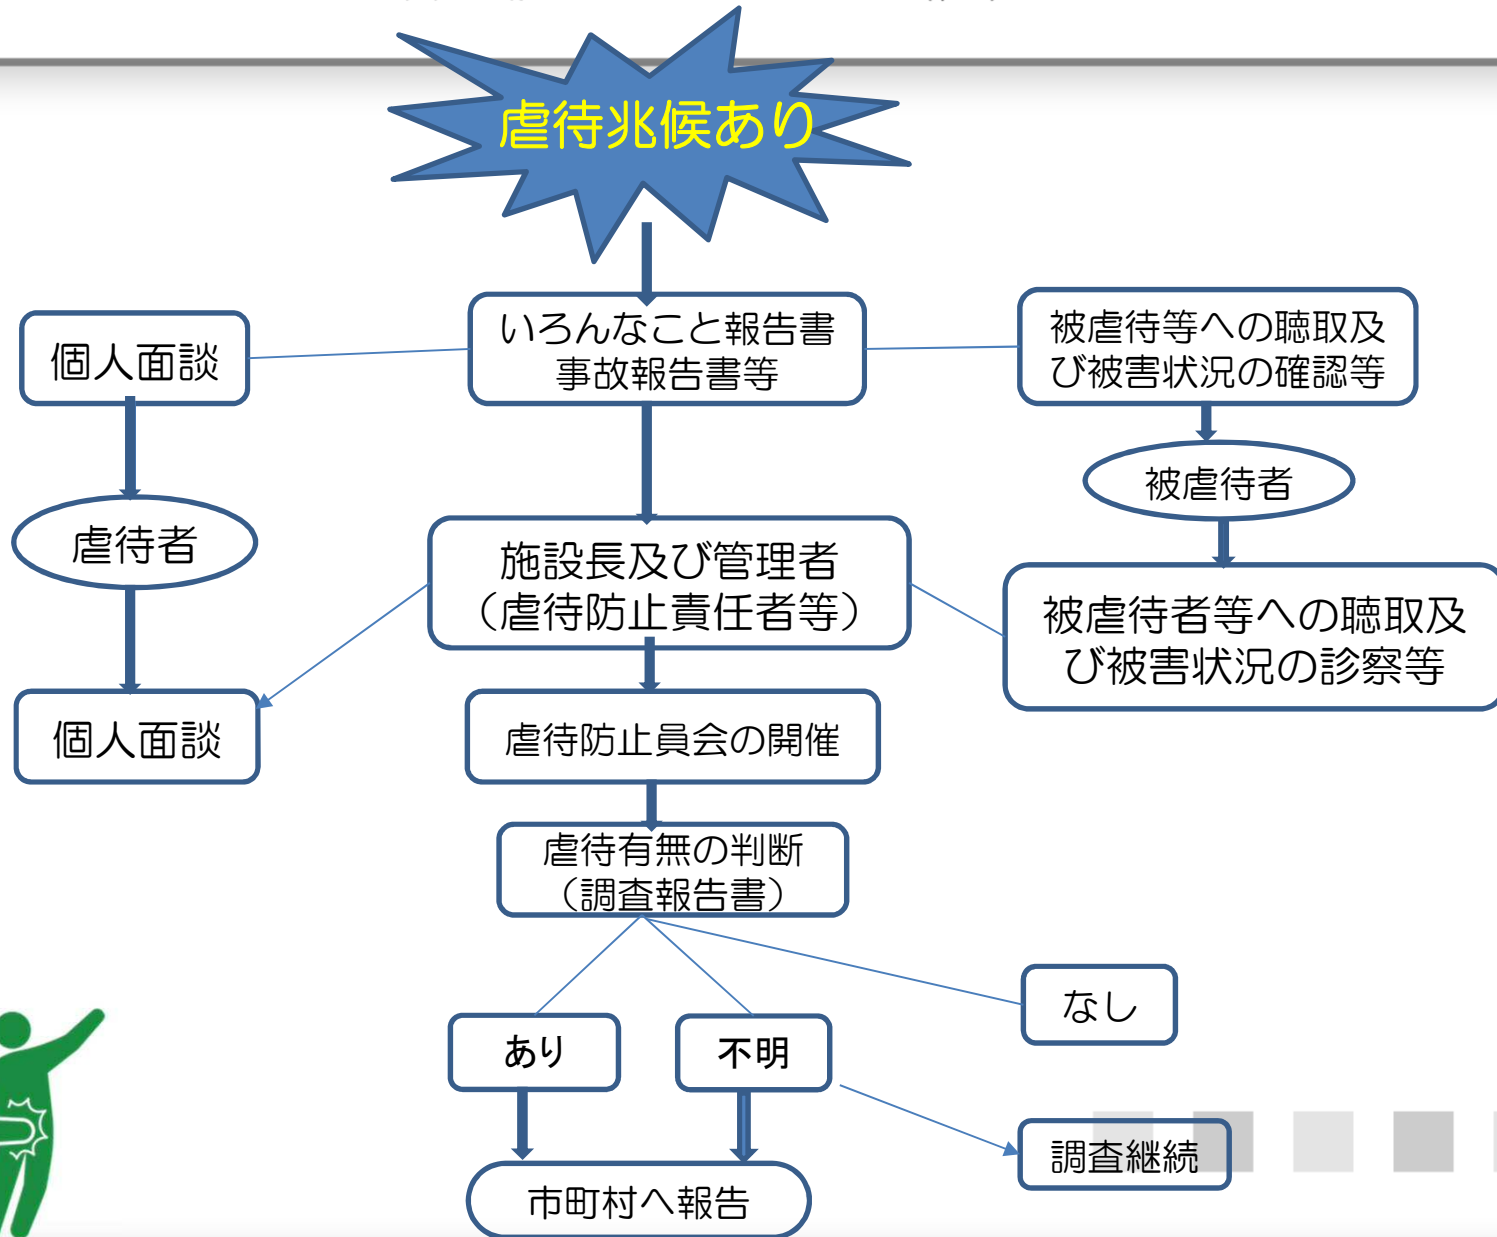 虐待兆候あり
個人面談
いろんなこと報告書
事故報告書等
被虐待等への聴取及
び被害状況の確認等
虐待者
被虐待者
施設長及び管理者
（虐待防止責任者等）
被虐待者等への聴取及
び被害状況の診察等
個人面談
虐待防止員会の開催
虐待有無の判断
（調査報告書）
なし
あり
不明
調査継続
市町村へ報告